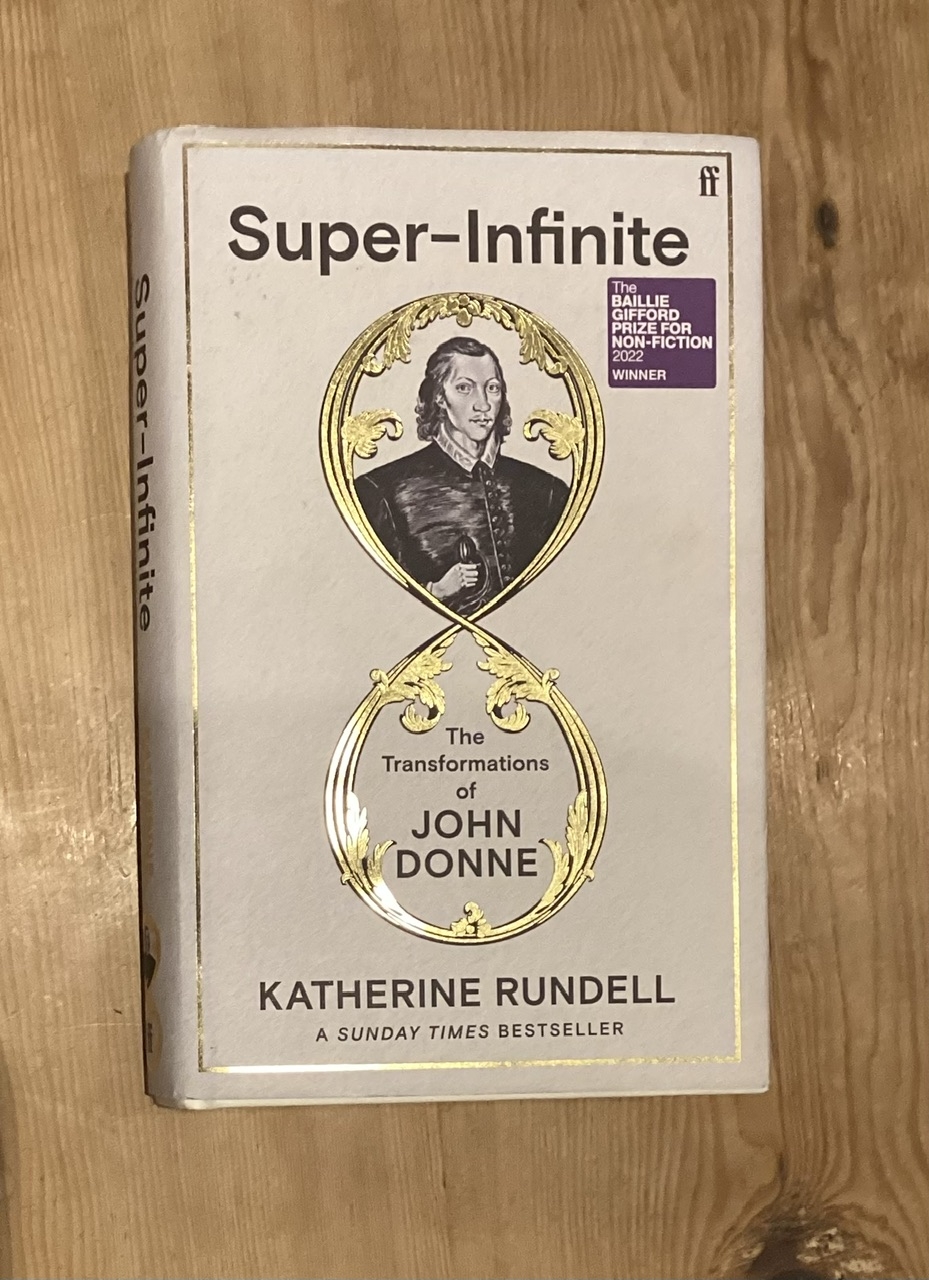 ff
Super-Infinite
The
BAILLIE
GIFFORD
PRIZE FOR
NON-FICTION
2022
WINNER
The
Transformations
of
JOHN
DONNE
KATHERINE RUNDELL
A SUNDAY TIMES BESTSELLER
Super-Infinite